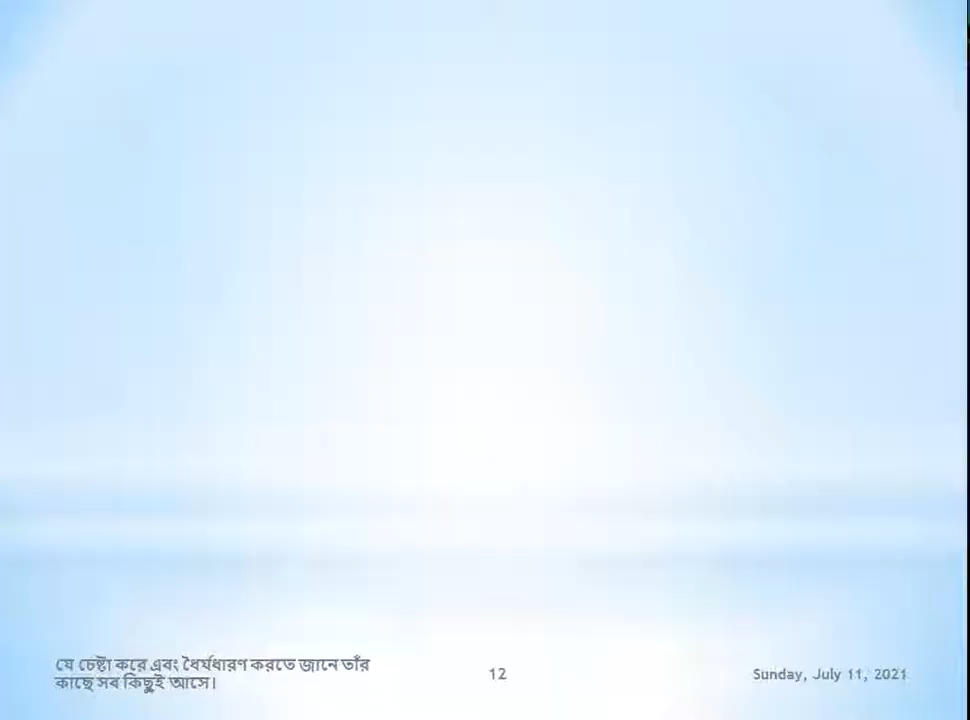 যে চেষ্টা করে এবং ধৈর্যধারণ করতে জানে তাঁর
কাছে সব কিছুই আসে।
12
Sunday, July 11, 2021